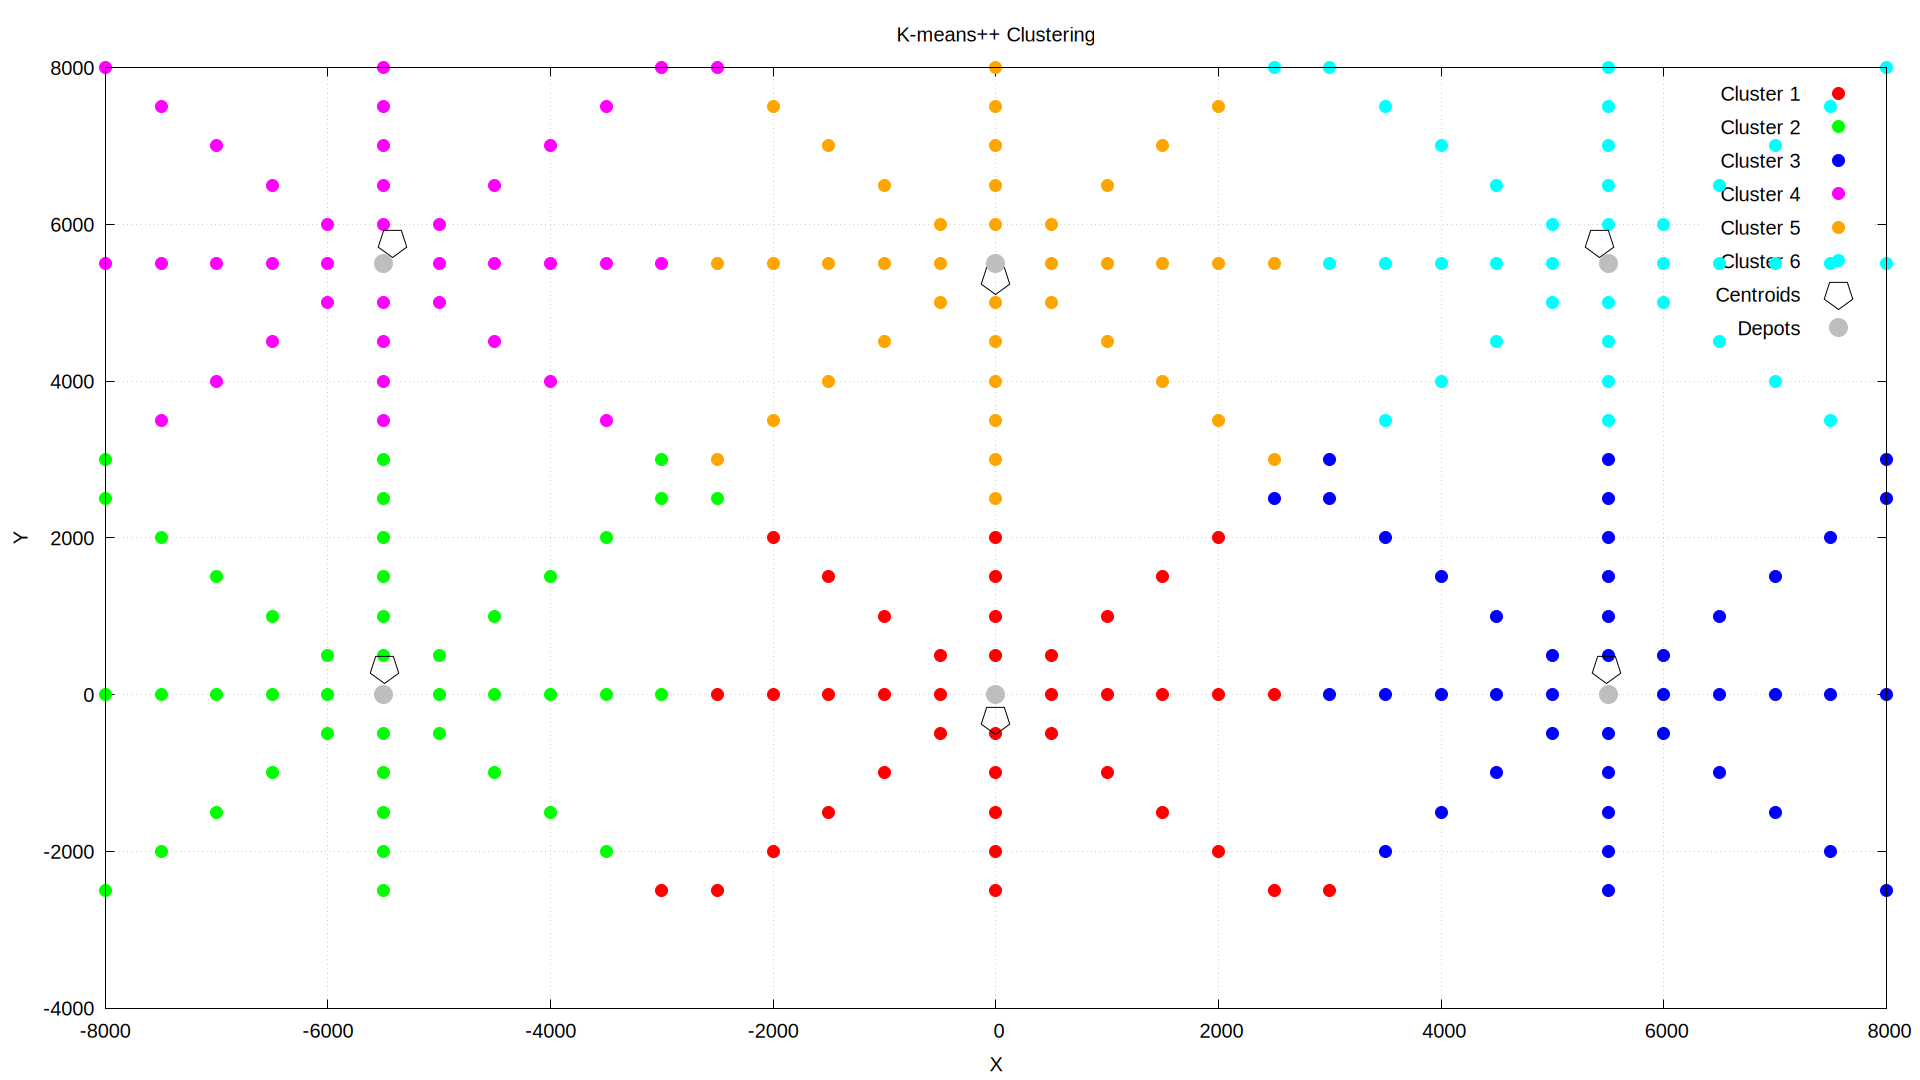 K-means++ Clustering
8000
6000
4000
2000
0
-2000
-4000
-8000 -6000 -4000 -2000 0 2000 4000 6000 8000
X
Y
Cluster 1
Cluster 2
Cluster 3
Cluster 4
Cluster 5
Cluster 6
Centroids
Depots